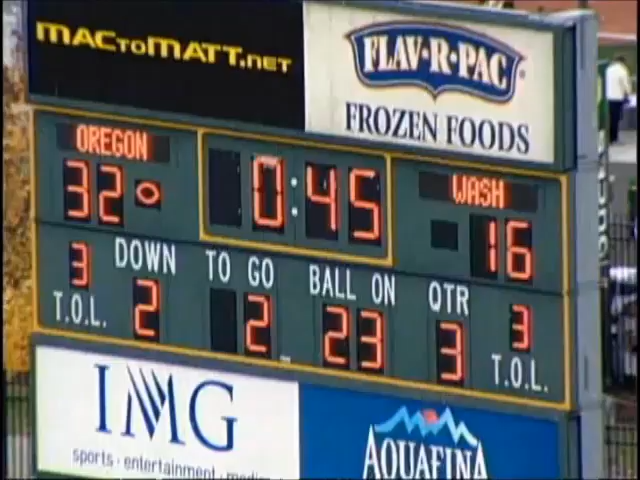 MACTOMATT.NET
FLAV·R·PAC
FROZEN FOODS
OREGON 32 0:45 WASH 16
3 T.O.L. DOWN 2 TO GO 2 BALL ON 23 QTR 3 3 T.O.L.
IMG
sports · entertainment ·
AQUAFINA